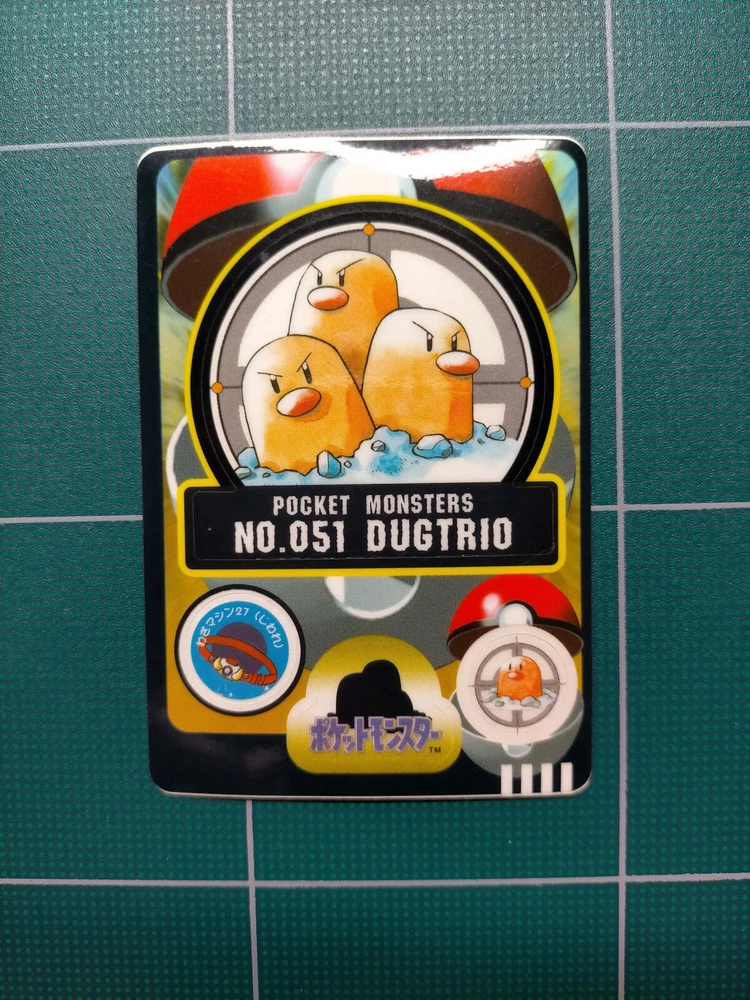 POCKET MONSTERS
NO.051 DUGTRIO
わざマシン27 (じわれ)
ポケットモンスター
TM